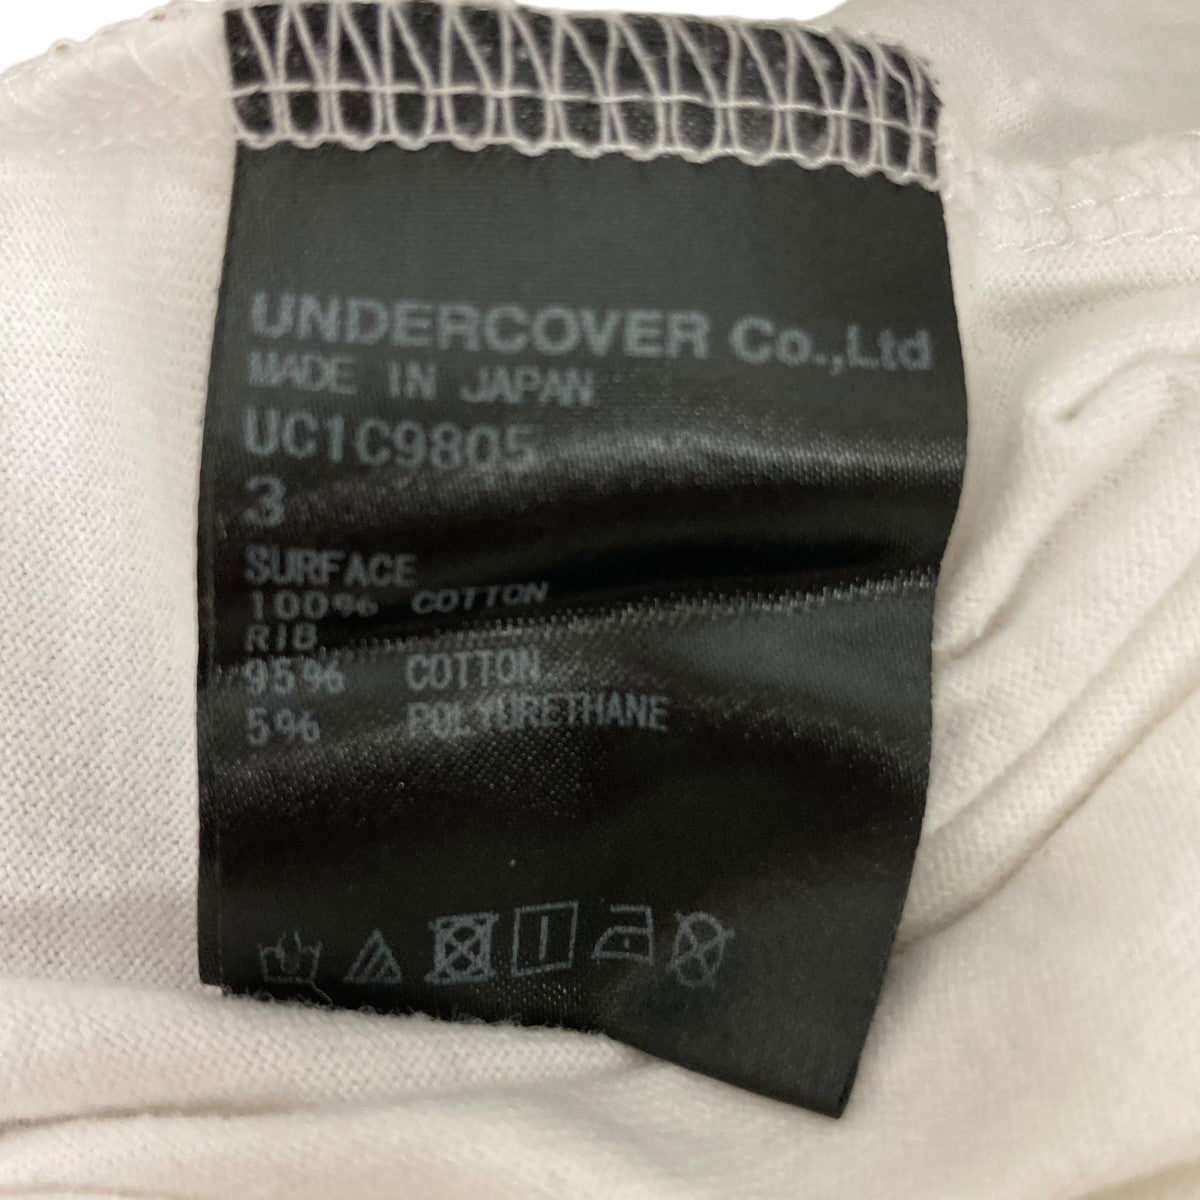 UNDERCOVER Co.,Ltd
MADE IN JAPAN
UC1C9805
3
SURFACE
100% COTTON
RIB
95% COTTON
5% POLYURETHANE